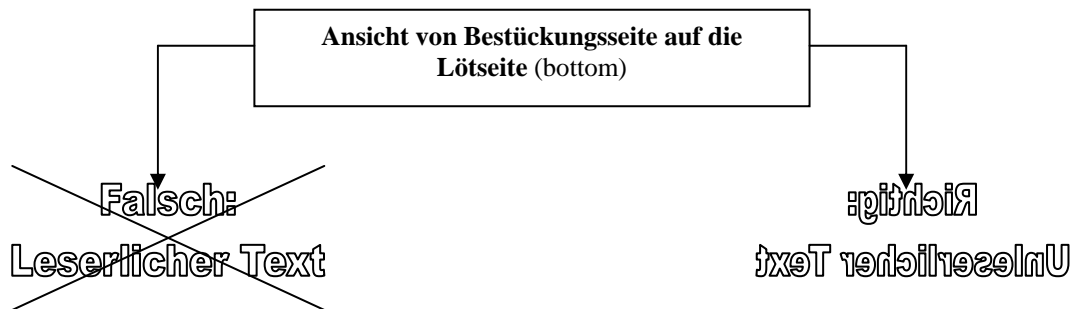 Ansicht von Bestückungsseite auf die
Lötseite (bottom)
Falsch:
Leserlicher Text
Richtig:
Unleserlicher Text